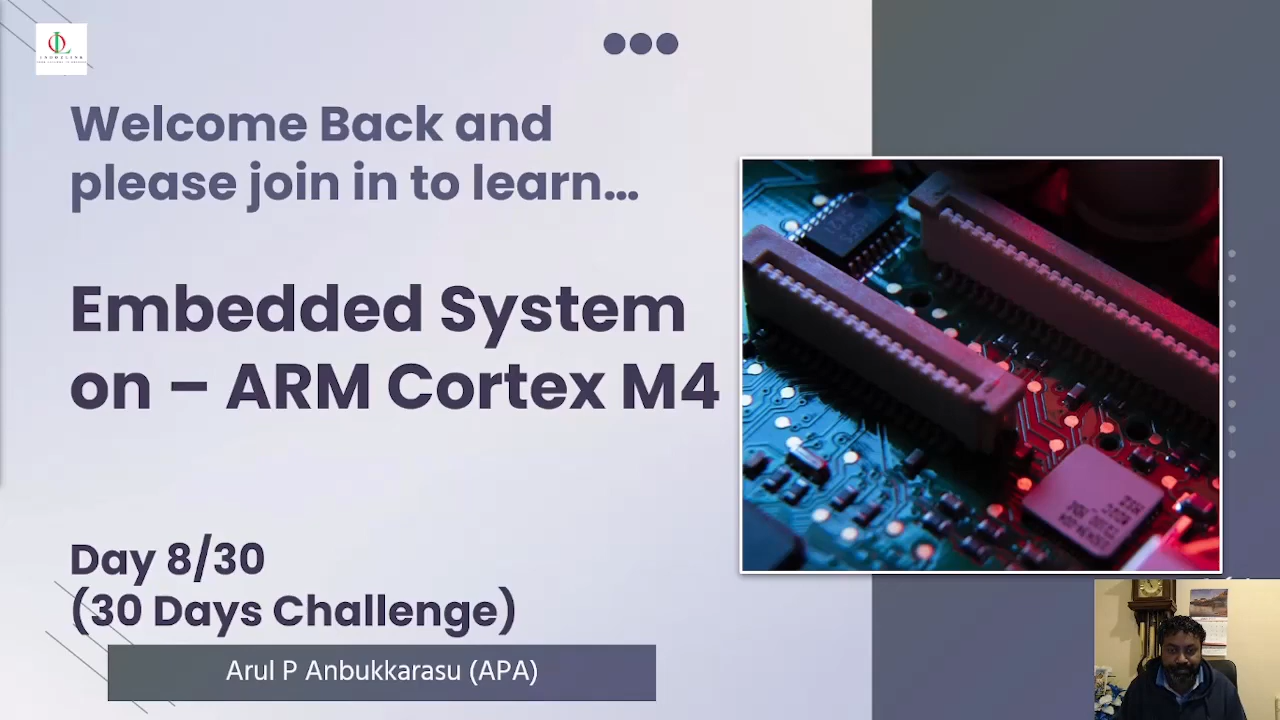 Welcome Back and
please join in to learn...
Embedded System
on – ARM Cortex M4
Day 8/30
(30 Days Challenge)
Arul P Anbukkarasu (APA)